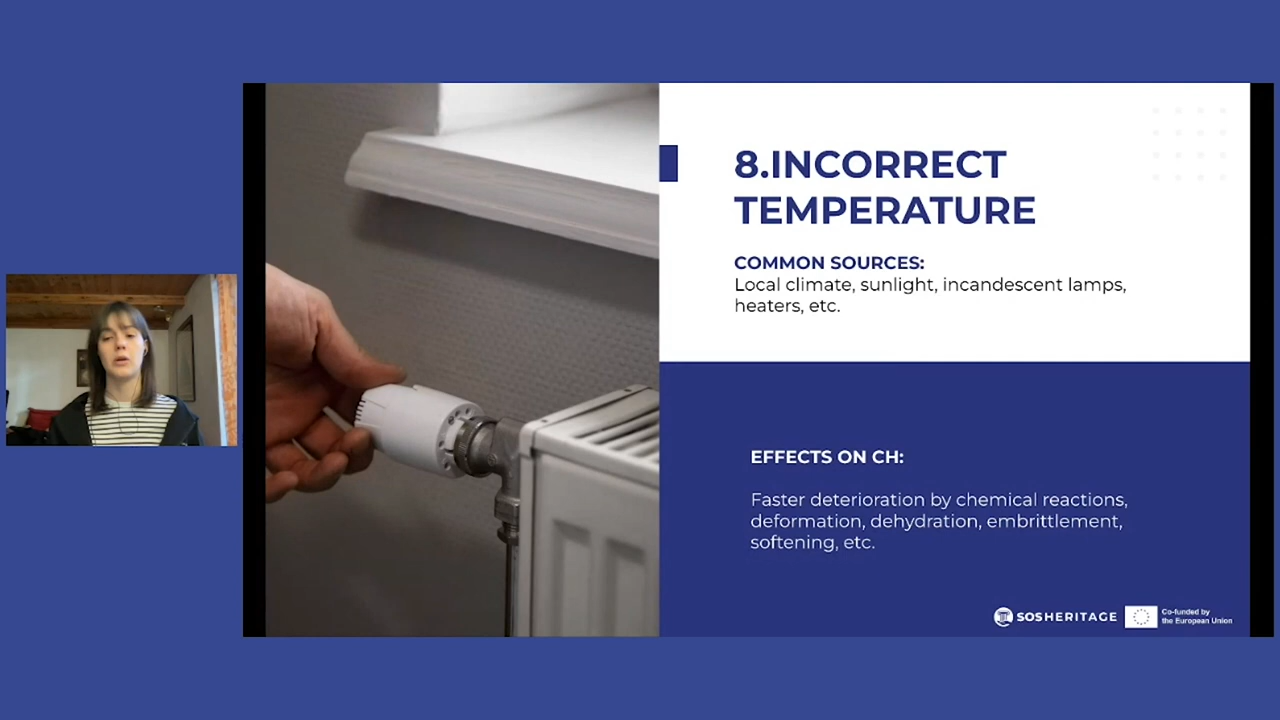 8.INCORRECT
TEMPERATURE
COMMON SOURCES:
Local climate, sunlight, incandescent lamps,
heaters, etc.
EFFECTS ON CH:
Faster deterioration by chemical reactions,
deformation, dehydration, embrittlement,
softening, etc.
SOSHERITAGE
Co-funded by
the European Union